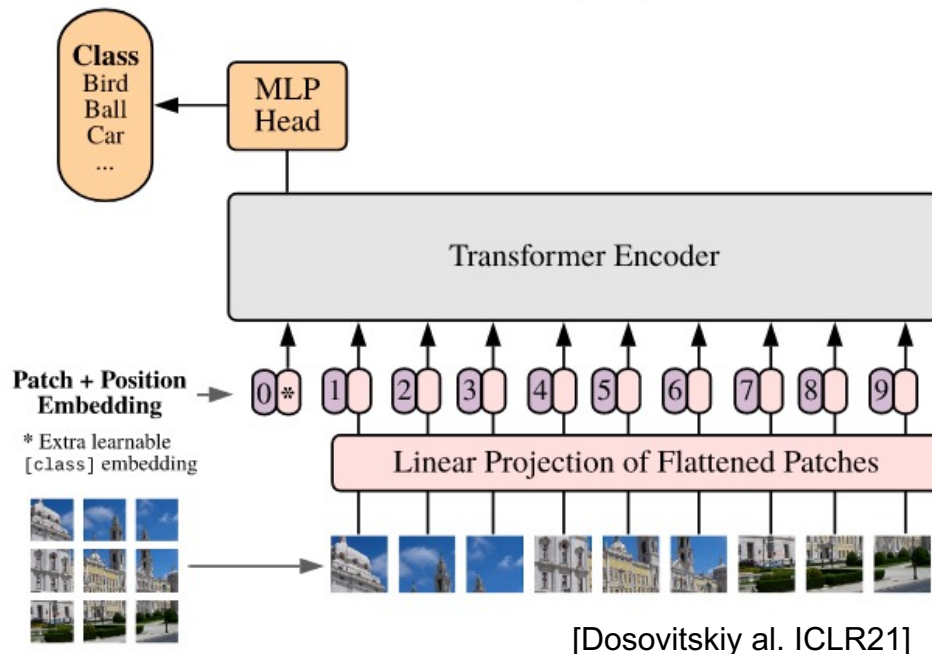 Class
Bird
Ball
Car
...
MLP
Head
Transformer Encoder
Patch + Position
Embedding
0 * 1 2 3 4 5 6 7 8 9
* Extra learnable
[class] embedding
Linear Projection of Flattened Patches
[Dosovitskiy al. ICLR21]